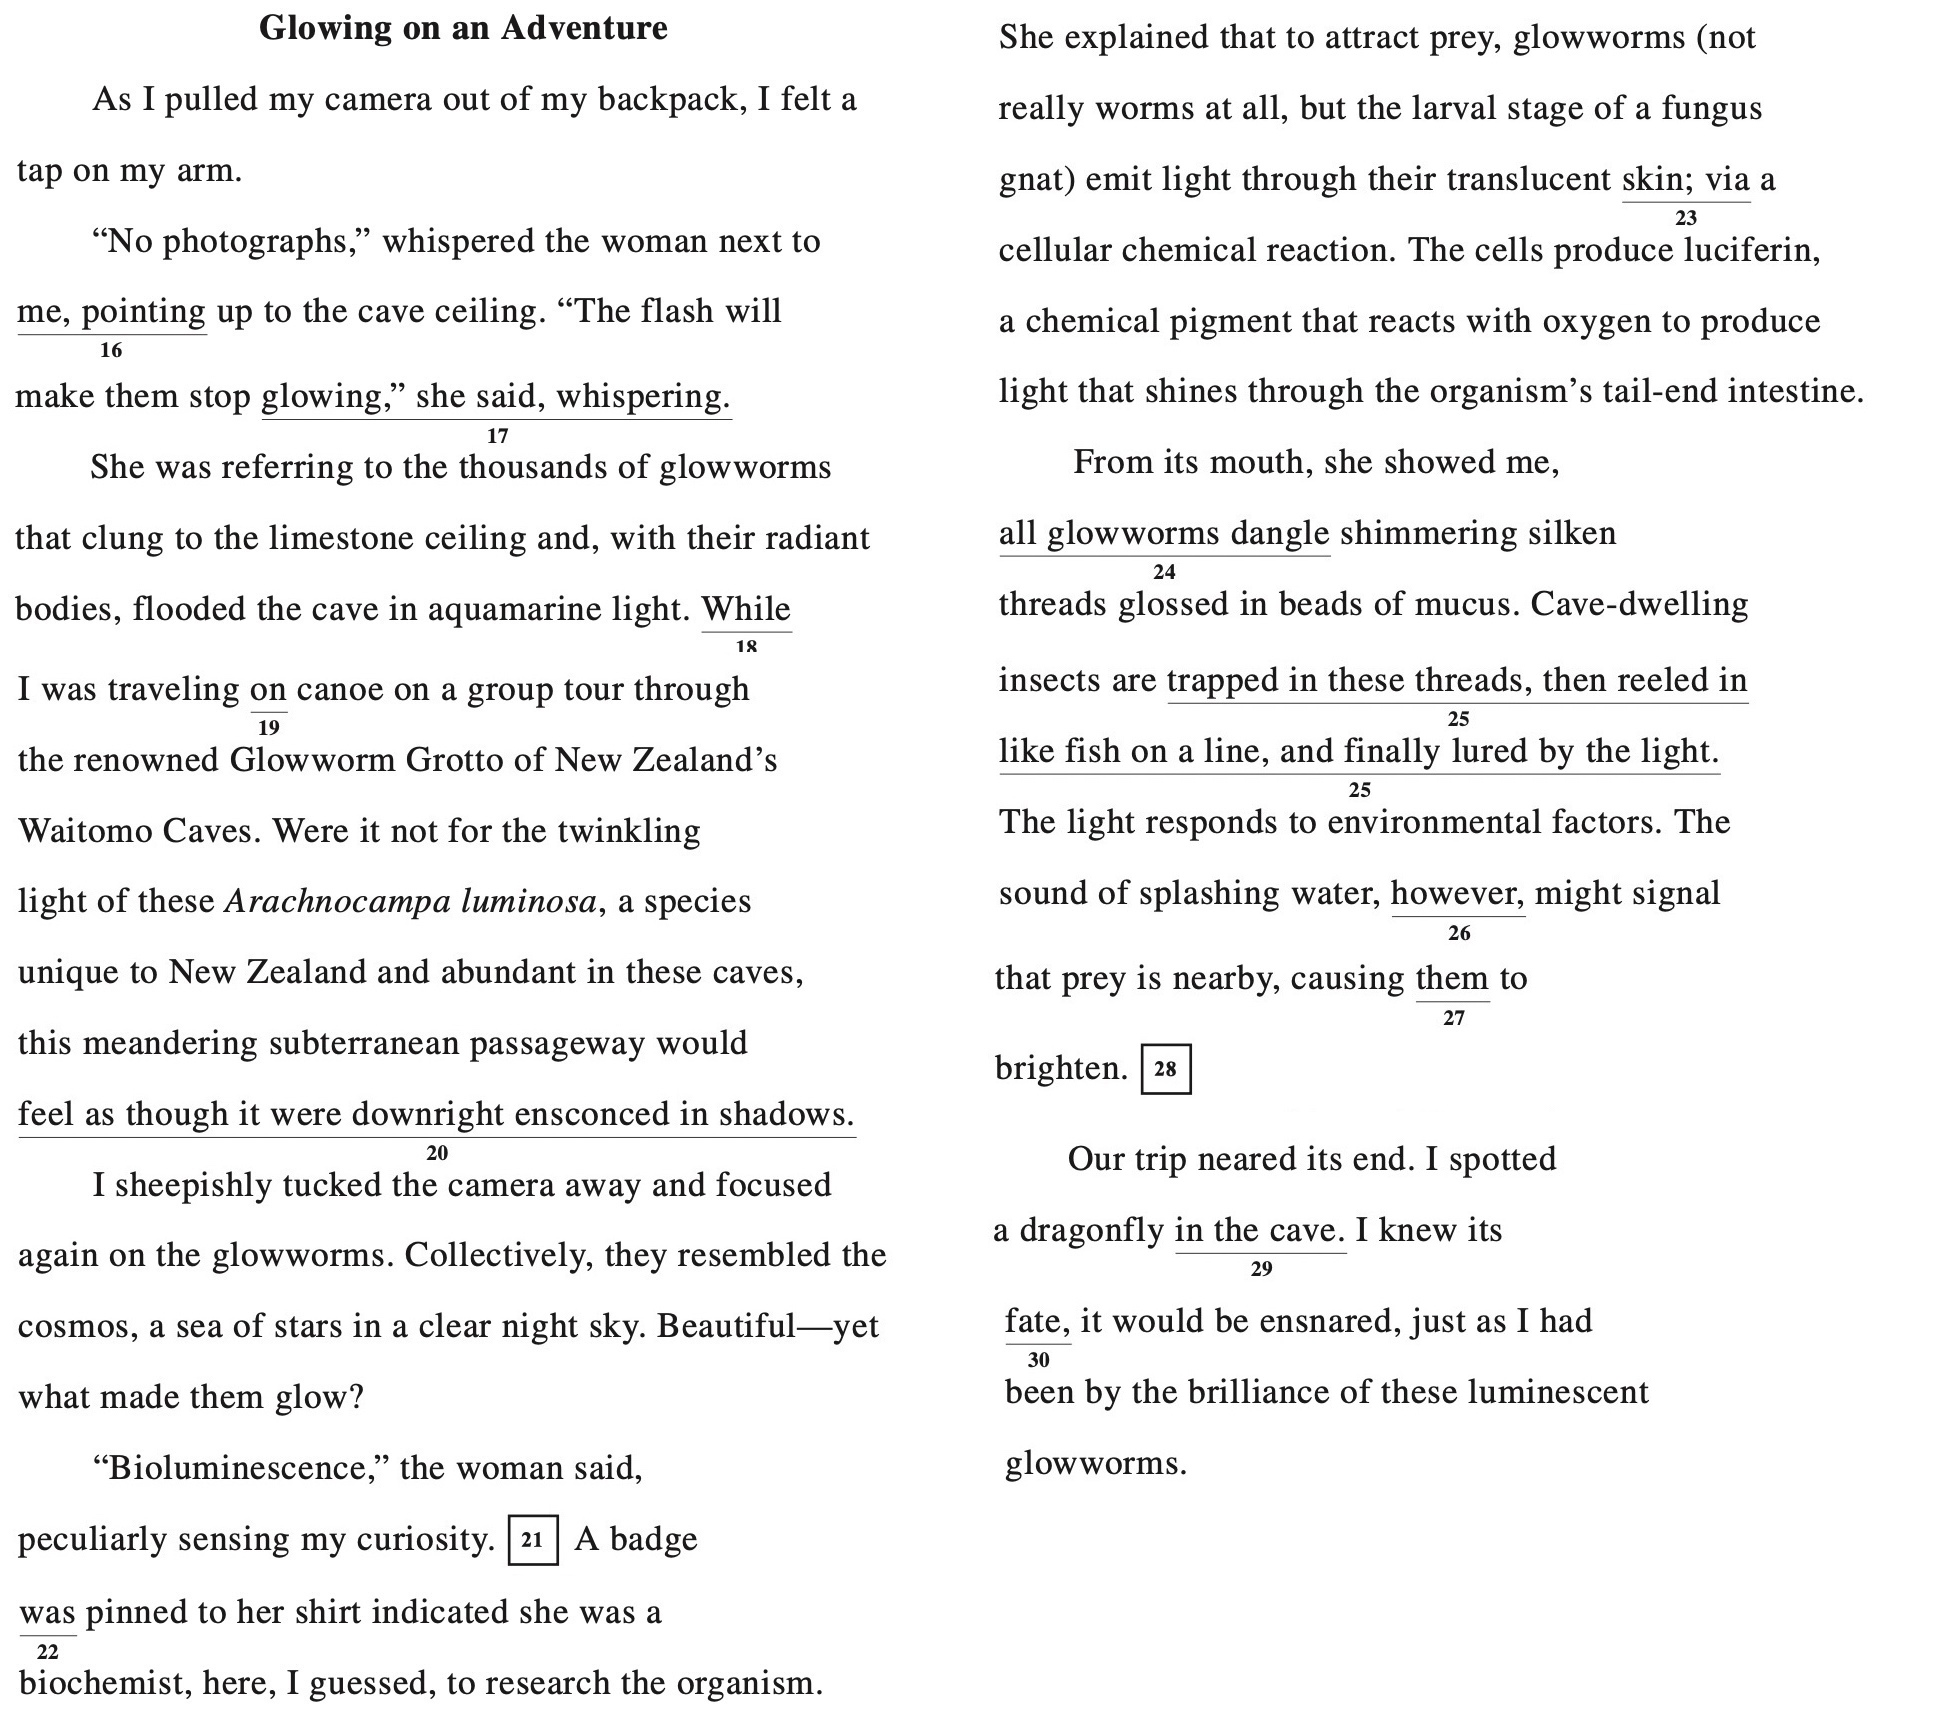 Glowing on an Adventure
As I pulled my camera out of my backpack, I felt a
tap on my arm.
“No photographs,” whispered the woman next to
me, pointing up to the cave ceiling. “The flash will
16
make them stop glowing,” she said, whispering.
17
She was referring to the thousands of glowworms
that clung to the limestone ceiling and, with their radiant
bodies, flooded the cave in aquamarine light. While
18
I was traveling on canoe on a group tour through
19
the renowned Glowworm Grotto of New Zealand’s
Waitomo Caves. Were it not for the twinkling
light of these Arachnocampa luminosa, a species
unique to New Zealand and abundant in these caves,
this meandering subterranean passageway would
feel as though it were downright ensconced in shadows.
20
I sheepishly tucked the camera away and focused
again on the glowworms. Collectively, they resembled the
cosmos, a sea of stars in a clear night sky. Beautiful—yet
what made them glow?
“Bioluminescence,” the woman said,
peculiarly sensing my curiosity. 21 A badge
was pinned to her shirt indicated she was a
22
biochemist, here, I guessed, to research the organism.
She explained that to attract prey, glowworms (not
really worms at all, but the larval stage of a fungus
gnat) emit light through their translucent skin; via a
23
cellular chemical reaction. The cells produce luciferin,
a chemical pigment that reacts with oxygen to produce
light that shines through the organism’s tail-end intestine.
From its mouth, she showed me,
all glowworms dangle shimmering silken
24
threads glossed in beads of mucus. Cave-dwelling
insects are trapped in these threads, then reeled in
25
like fish on a line, and finally lured by the light.
25
The light responds to environmental factors. The
sound of splashing water, however, might signal
26
that prey is nearby, causing them to
27
brighten. 28
Our trip neared its end. I spotted
a dragonfly in the cave. I knew its
29
fate, it would be ensnared, just as I had
30
been by the brilliance of these luminescent
glowworms.